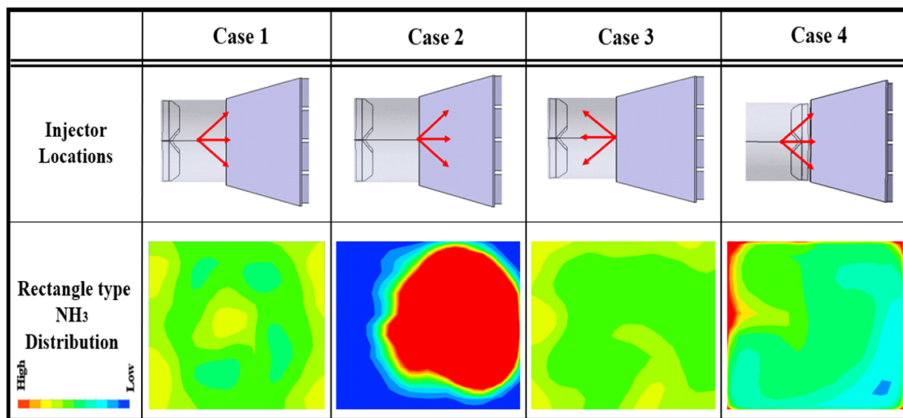 Case 1
Case 2
Case 3
Case 4
Injector
Locations
Rectangle type
NH3
Distribution
High
Low